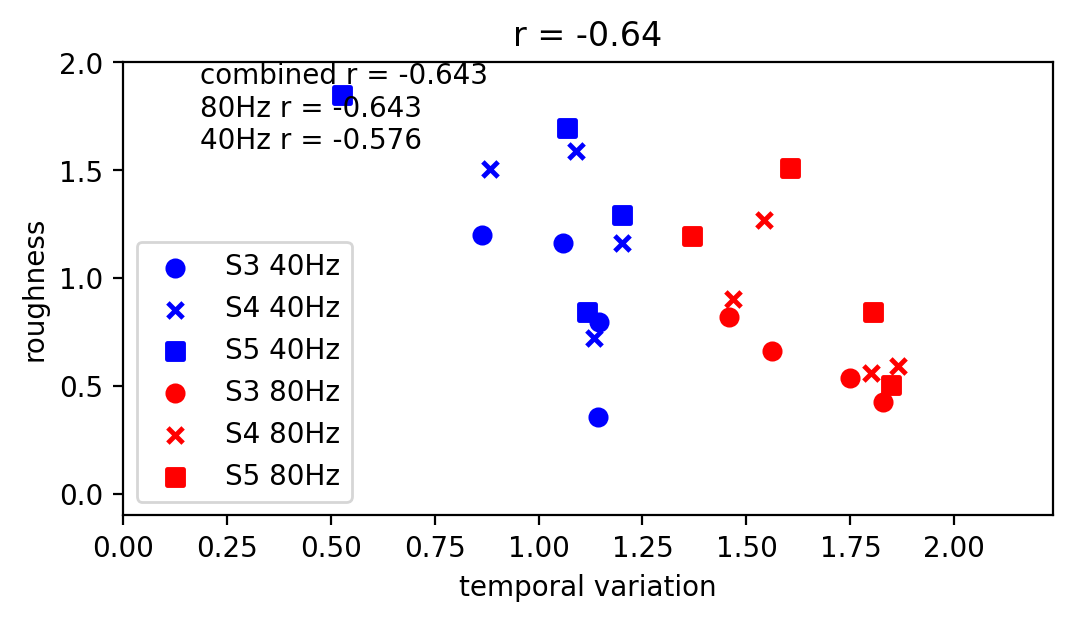 r = -0.64
combined r = -0.643
80Hz r = -0.643
40Hz r = -0.576
2.0
1.5
1.0
0.5
0.0
roughness
S3 40Hz
S4 40Hz
S5 40Hz
S3 80Hz
S4 80Hz
S5 80Hz
0.00 0.25 0.50 0.75 1.00 1.25 1.50 1.75 2.00
temporal variation